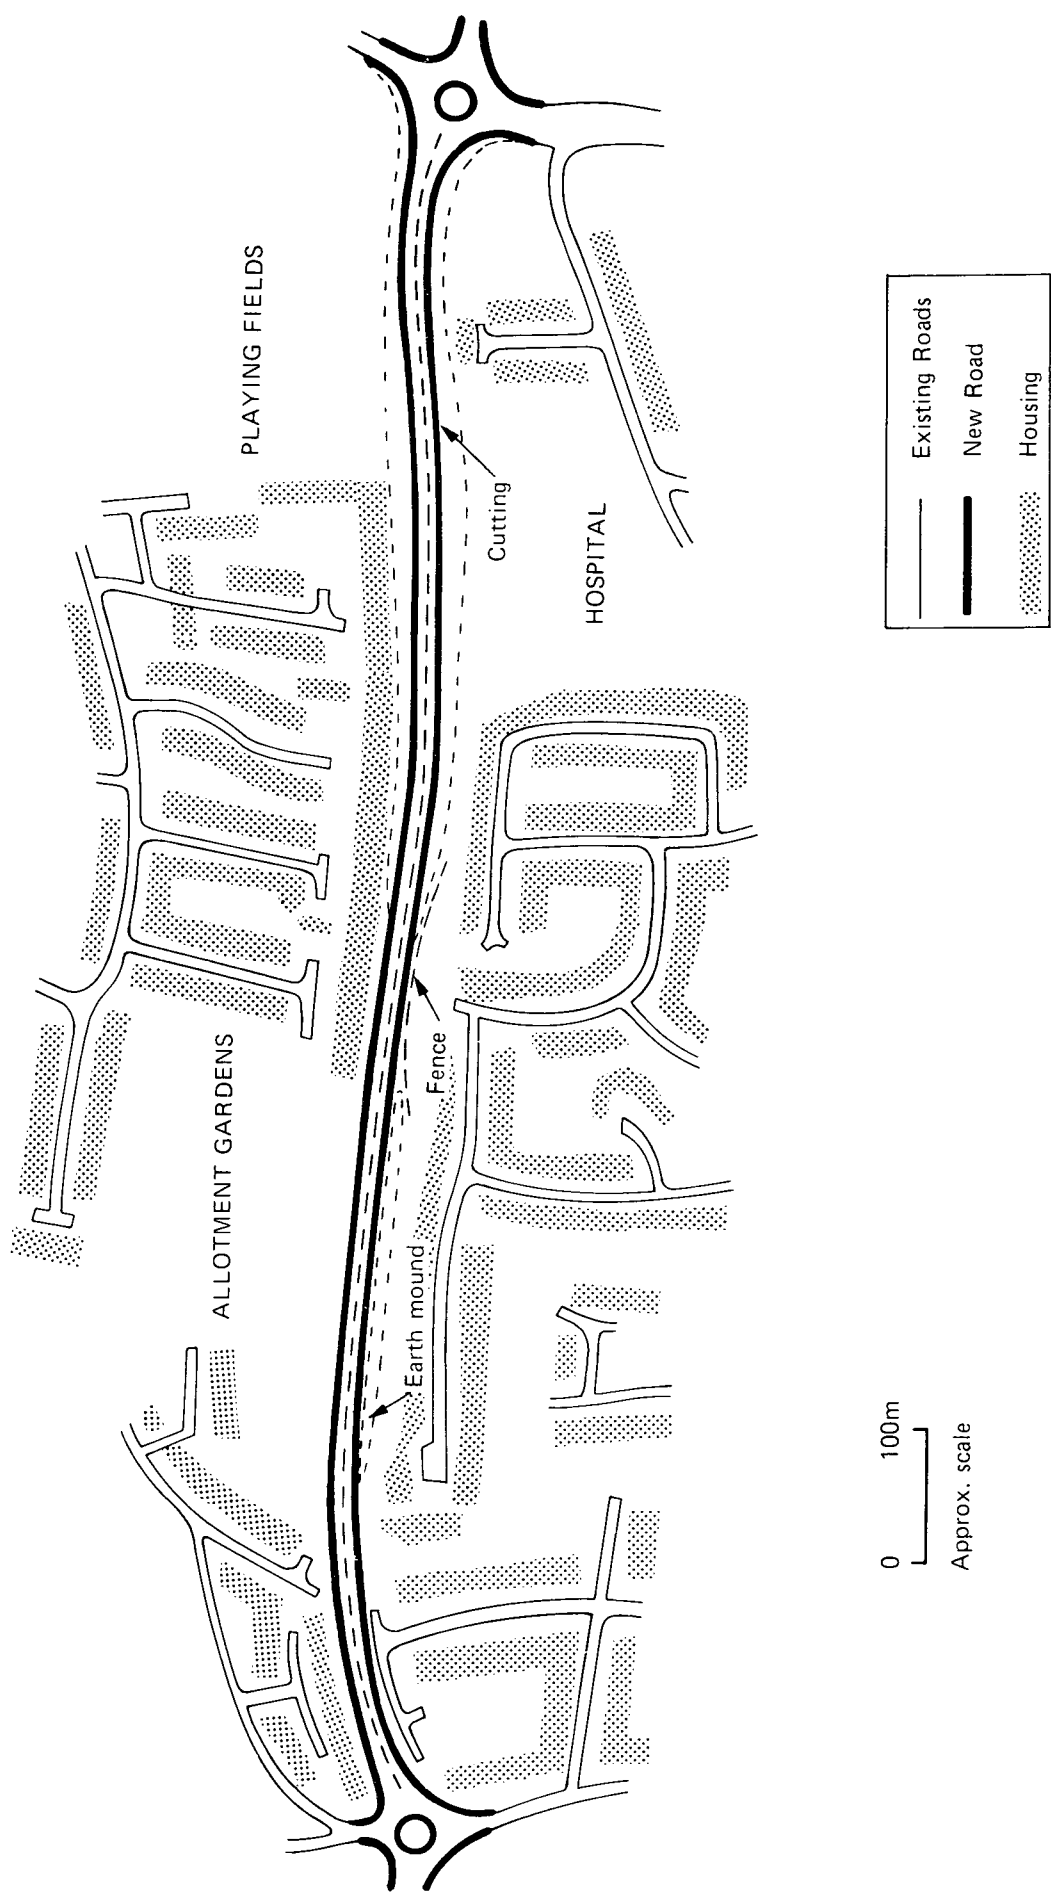 PLAYING FIELDS
ALLOTMENT GARDENS
Cutting
HOSPITAL
Fence
Earth mound
Existing Roads
New Road
Housing
0 100m
Approx. scale